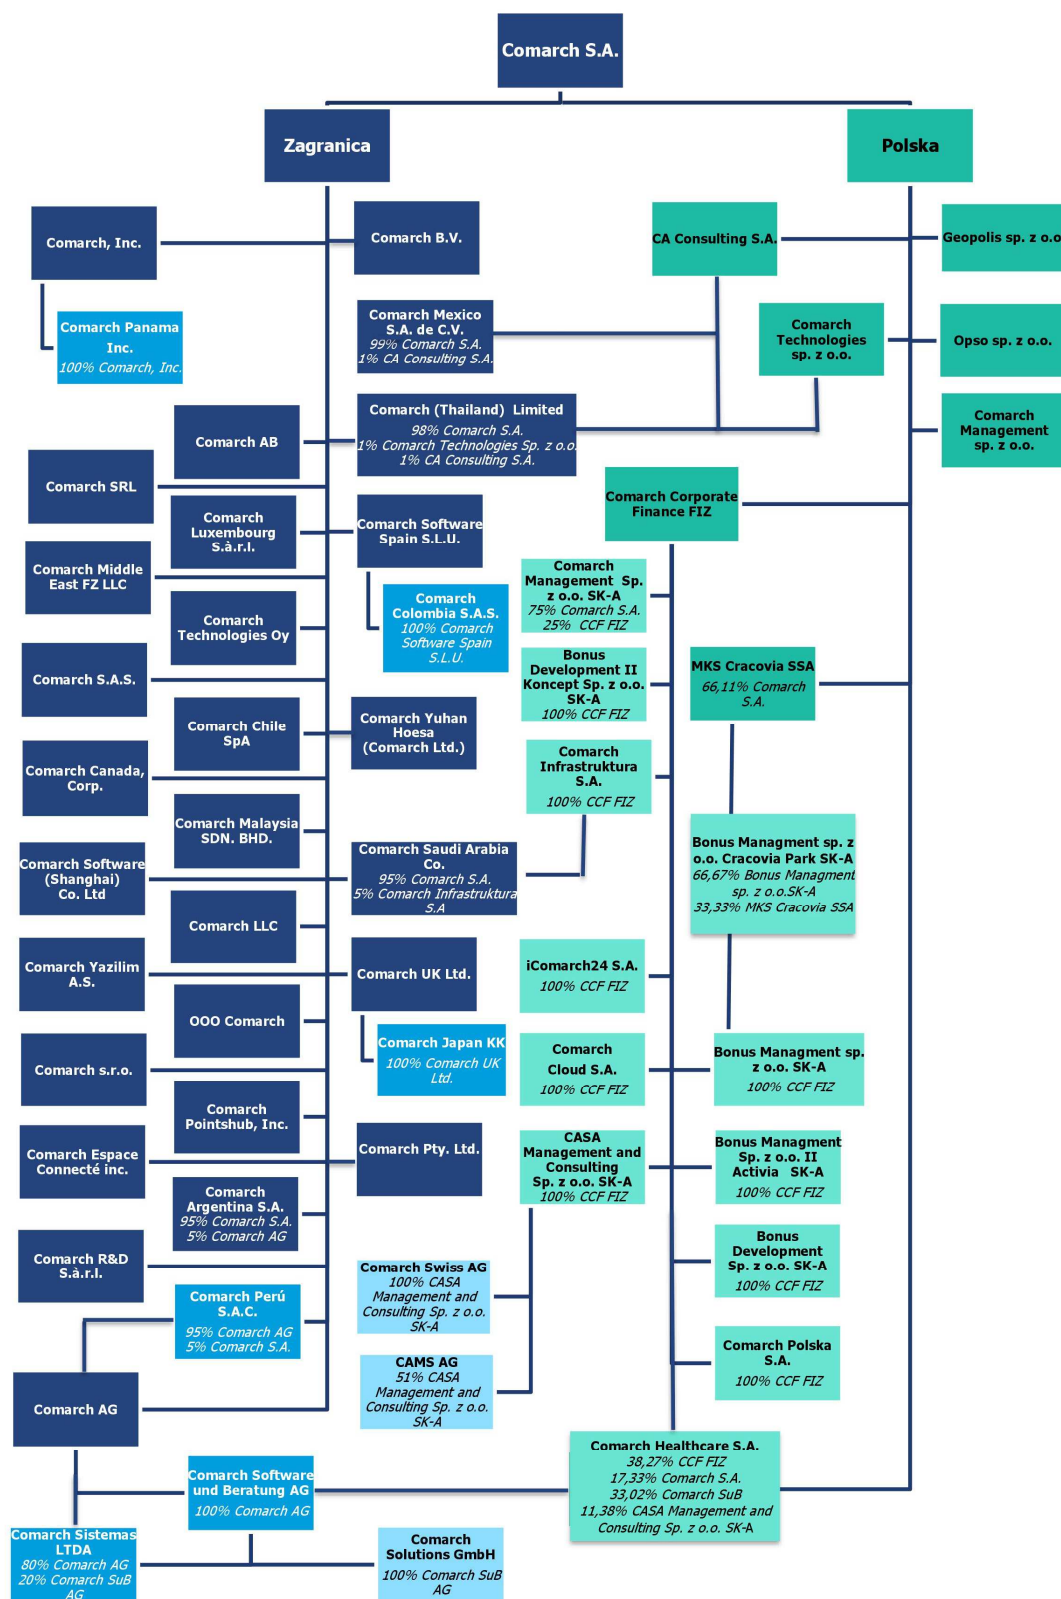 Comarch S.A.
Zagranica
Polska
Comarch, Inc.
Comarch B.V.
CA Consulting S.A.
Geopolis sp. z o.o
Comarch Panama
Inc.
100% Comarch, Inc.
Comarch Mexico
S.A. de C.V.
99% Comarch S.A.
1% CA Consulting S.A.
Comarch
Technologies
sp. z o.o.
Opso sp. z o.o.
Comarch AB
Comarch (Thailand) Limited
98% Comarch S.A.
1% Comarch Technologies Sp. z o.o.
1% CA Consulting S.A.
Comarch
Management
sp. z o.o.
Comarch SRL
Comarch Corporate
Finance FIZ
Comarch
Luxembourg
S.à.r.l.
Comarch Software
Spain S.L.U.
Comarch Middle
East FZ LLC
Comarch
Management Sp.
z o.o. SK-A
75% Comarch S.A.
25% CCF FIZ
Comarch
Technologies Oy
Comarch
Colombia S.A.S.
100% Comarch
Software Spain
S.L.U.
Comarch S.A.S.
Bonus
Development II
Koncept Sp. z o.o.
SK-A
100% CCF FIZ
MKS Cracovia SSA
66,11% Comarch
S.A.
Comarch Chile
SpA
Comarch Yuhan
Hoesa
(Comarch Ltd.)
Comarch
Infrastruktura
S.A.
100% CCF FIZ
Comarch Canada,
Corp.
Comarch Malaysia
SDN. BHD.
Comarch Software
(Shanghai)
Co. Ltd
Comarch Saudi Arabia
Co.
95% Comarch S.A.
5% Comarch Infrastruktura
S.A
Bonus Managment sp. z
o.o. Cracovia Park SK-A
66,67% Bonus Managment
sp. z o.o.SK-A
33,33% MKS Cracovia SSA
Comarch LLC
Comarch Yazilim
A.S.
Comarch UK Ltd.
iComarch24 S.A.
100% CCF FIZ
OOO Comarch
Comarch s.r.o.
Comarch Japan KK
100% Comarch UK
Ltd.
Comarch
Cloud S.A.
100% CCF FIZ
Bonus Managment sp.
z o.o. SK-A
100% CCF FIZ
Comarch
Pointshub, Inc.
Comarch Espace
Connecté inc.
Comarch Pty. Ltd.
CASA
Management and
Consulting
Sp. z o.o. SK-A
100% CCF FIZ
Bonus Managment
Sp. z o.o. II
Activia SK-A
100% CCF FIZ
Comarch
Argentina S.A.
95% Comarch S.A.
5% Comarch AG
Comarch R&D
S.à.r.l.
Comarch Swiss AG
100% CASA
Management and
Consulting Sp. z o.o.
SK-A
Bonus
Development
Sp. z o.o. SK-A
100% CCF FIZ
Comarch Perú
S.A.C.
95% Comarch AG
5% Comarch S.A.
CAMS AG
51% CASA
Management and
Consulting Sp. z o.o.
SK-A
Comarch Polska
S.A.
100% CCF FIZ
Comarch AG
Comarch Software
und Beratung AG
100% Comarch AG
Comarch Healthcare S.A.
38,27% CCF FIZ
17,33% Comarch S.A.
33,02% Comarch SuB
11,38% CASA Management and
Consulting Sp. z o.o. SK-A
Comarch Sistemas
LTDA
80% Comarch AG
20% Comarch SuB
AG
Comarch
Solutions GmbH
100% Comarch SuB
AG